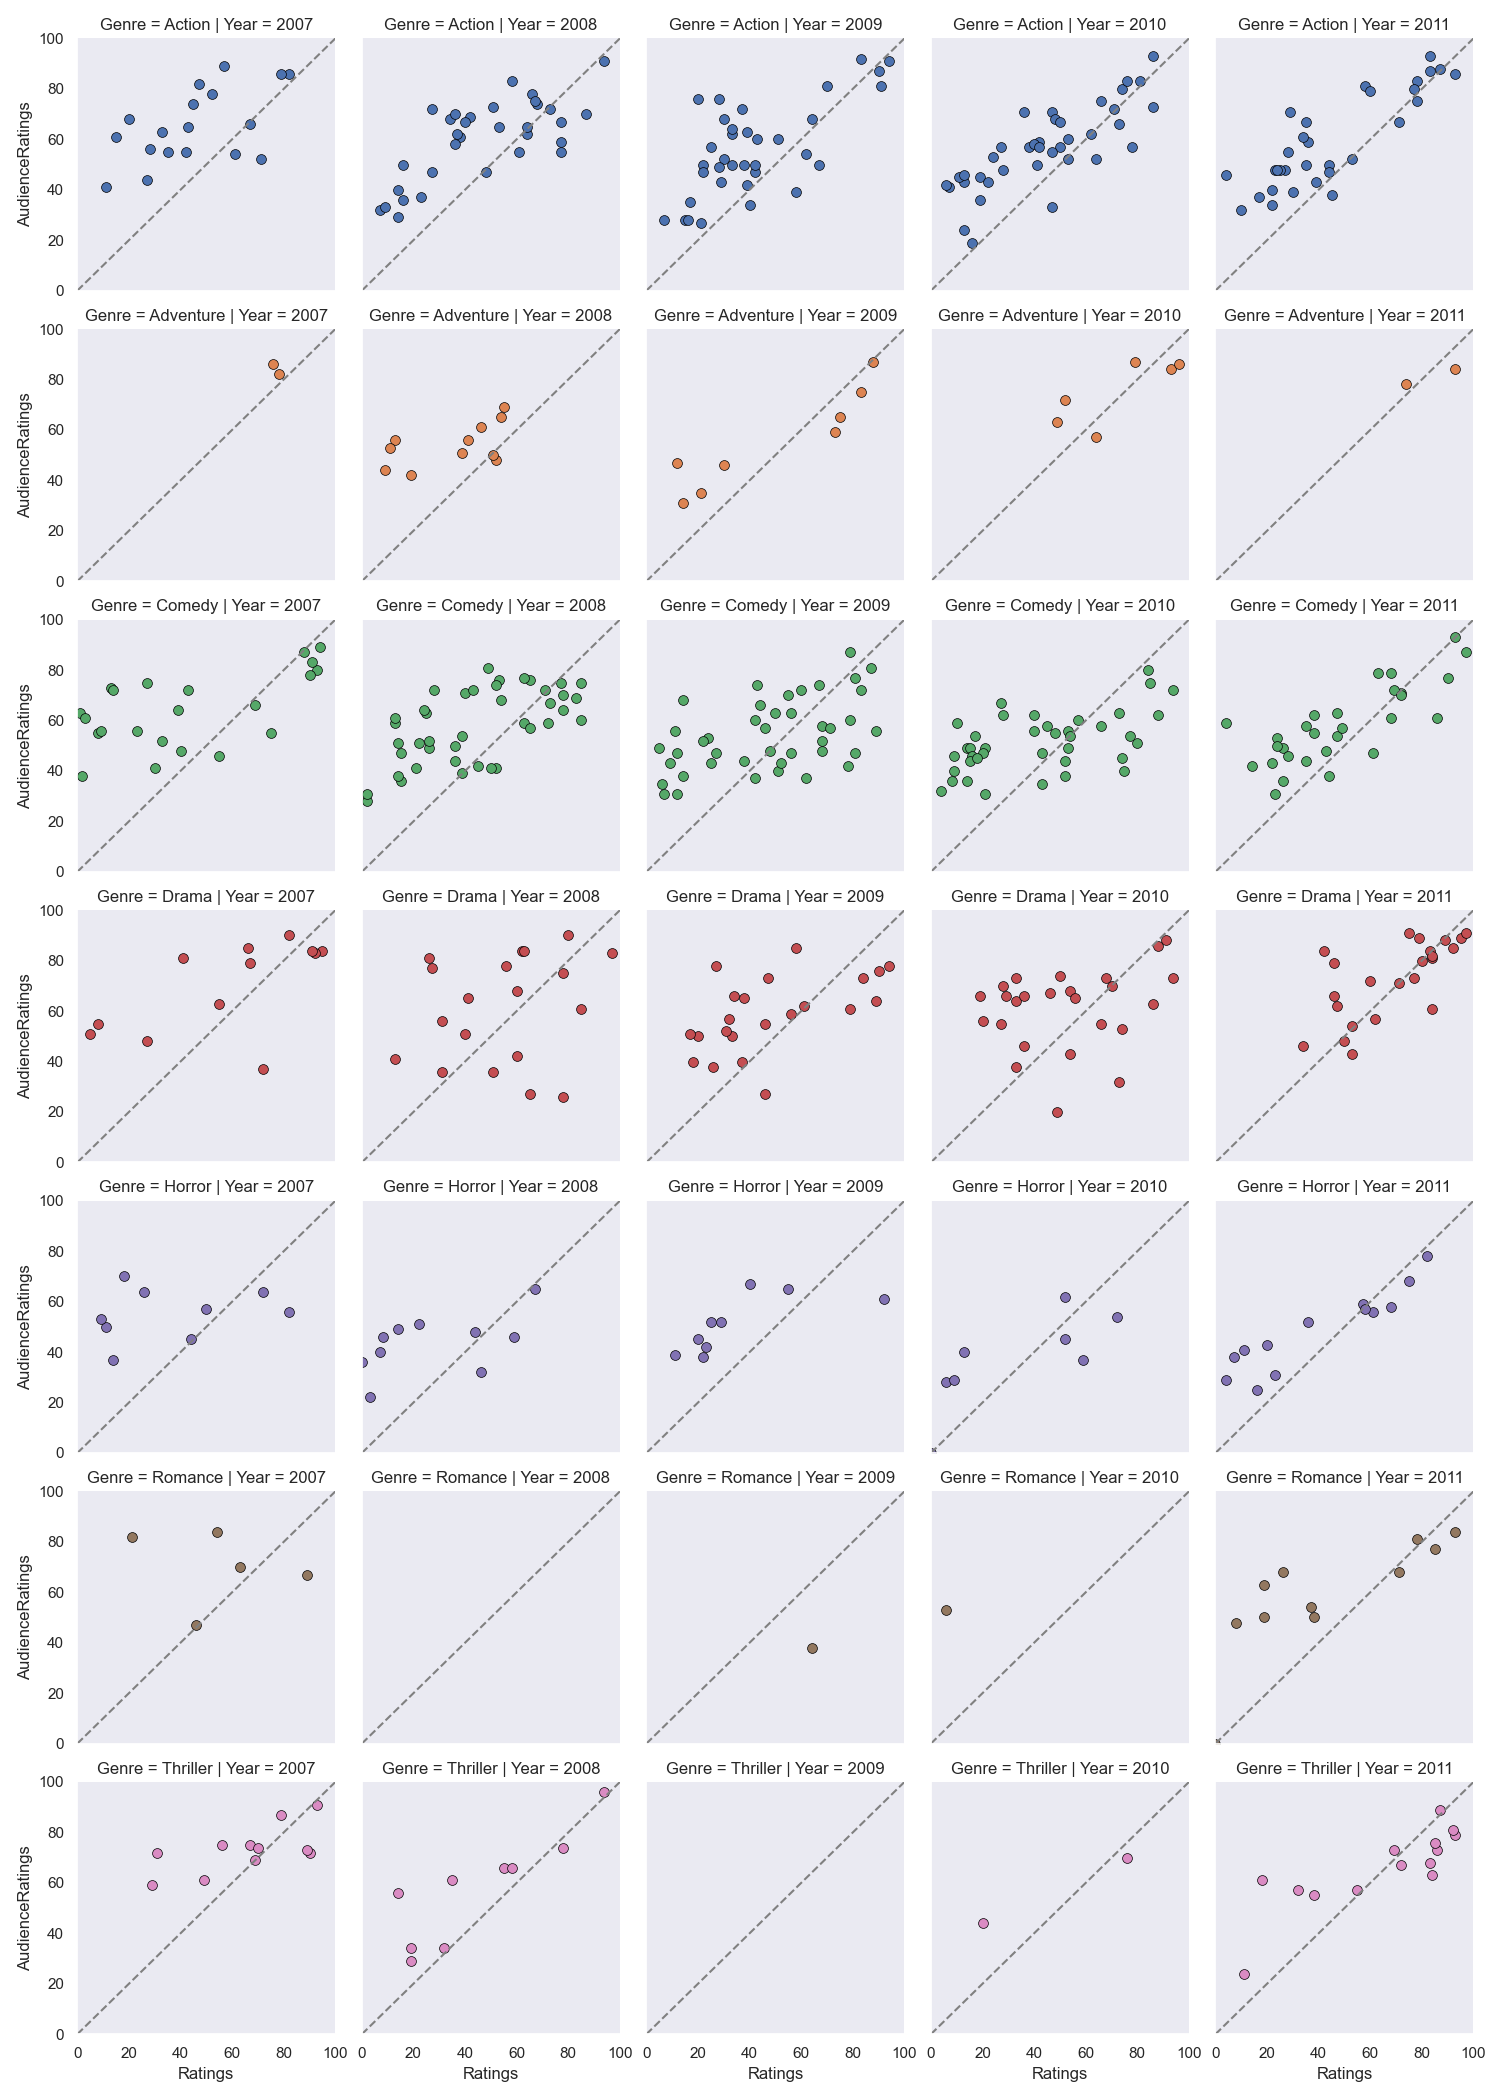 Genre = Action | Year = 2007 Genre = Action | Year = 2008 Genre = Action | Year = 2009 Genre = Action | Year = 2010 Genre = Action | Year = 2011
100
80
60
40
20
0
AudienceRatings
Genre = Adventure | Year = 2007 Genre = Adventure | Year = 2008 Genre = Adventure | Year = 2009 Genre = Adventure | Year = 2010 Genre = Adventure | Year = 2011
100
80
60
40
20
0
AudienceRatings
Genre = Comedy | Year = 2007 Genre = Comedy | Year = 2008 Genre = Comedy | Year = 2009 Genre = Comedy | Year = 2010 Genre = Comedy | Year = 2011
100
80
60
40
20
0
AudienceRatings
Genre = Drama | Year = 2007 Genre = Drama | Year = 2008 Genre = Drama | Year = 2009 Genre = Drama | Year = 2010 Genre = Drama | Year = 2011
100
80
60
40
20
0
AudienceRatings
Genre = Horror | Year = 2007 Genre = Horror | Year = 2008 Genre = Horror | Year = 2009 Genre = Horror | Year = 2010 Genre = Horror | Year = 2011
100
80
60
40
20
0
AudienceRatings
Genre = Romance | Year = 2007 Genre = Romance | Year = 2008 Genre = Romance | Year = 2009 Genre = Romance | Year = 2010 Genre = Romance | Year = 2011
100
80
60
40
20
0
AudienceRatings
Genre = Thriller | Year = 2007 Genre = Thriller | Year = 2008 Genre = Thriller | Year = 2009 Genre = Thriller | Year = 2010 Genre = Thriller | Year = 2011
100
80
60
40
20
0
AudienceRatings
0 20 40 60 80 100 0 20 40 60 80 100 0 20 40 60 80 100 0 20 40 60 80 100 0 20 40 60 80 100
Ratings Ratings Ratings Ratings Ratings